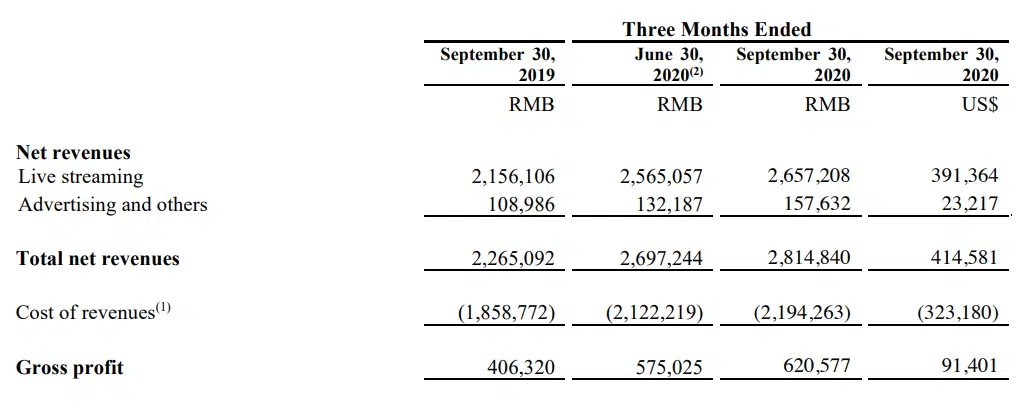 Three Months Ended
September 30, 2019 June 30, 2020(2) September 30, 2020 September 30, 2020
RMB RMB RMB US$
Net revenues
Live streaming 2,156,106 2,565,057 2,657,208 391,364
Advertising and others 108,986 132,187 157,632 23,217
Total net revenues 2,265,092 2,697,244 2,814,840 414,581
Cost of revenues(1) (1,858,772) (2,122,219) (2,194,263) (323,180)
Gross profit 406,320 575,025 620,577 91,401